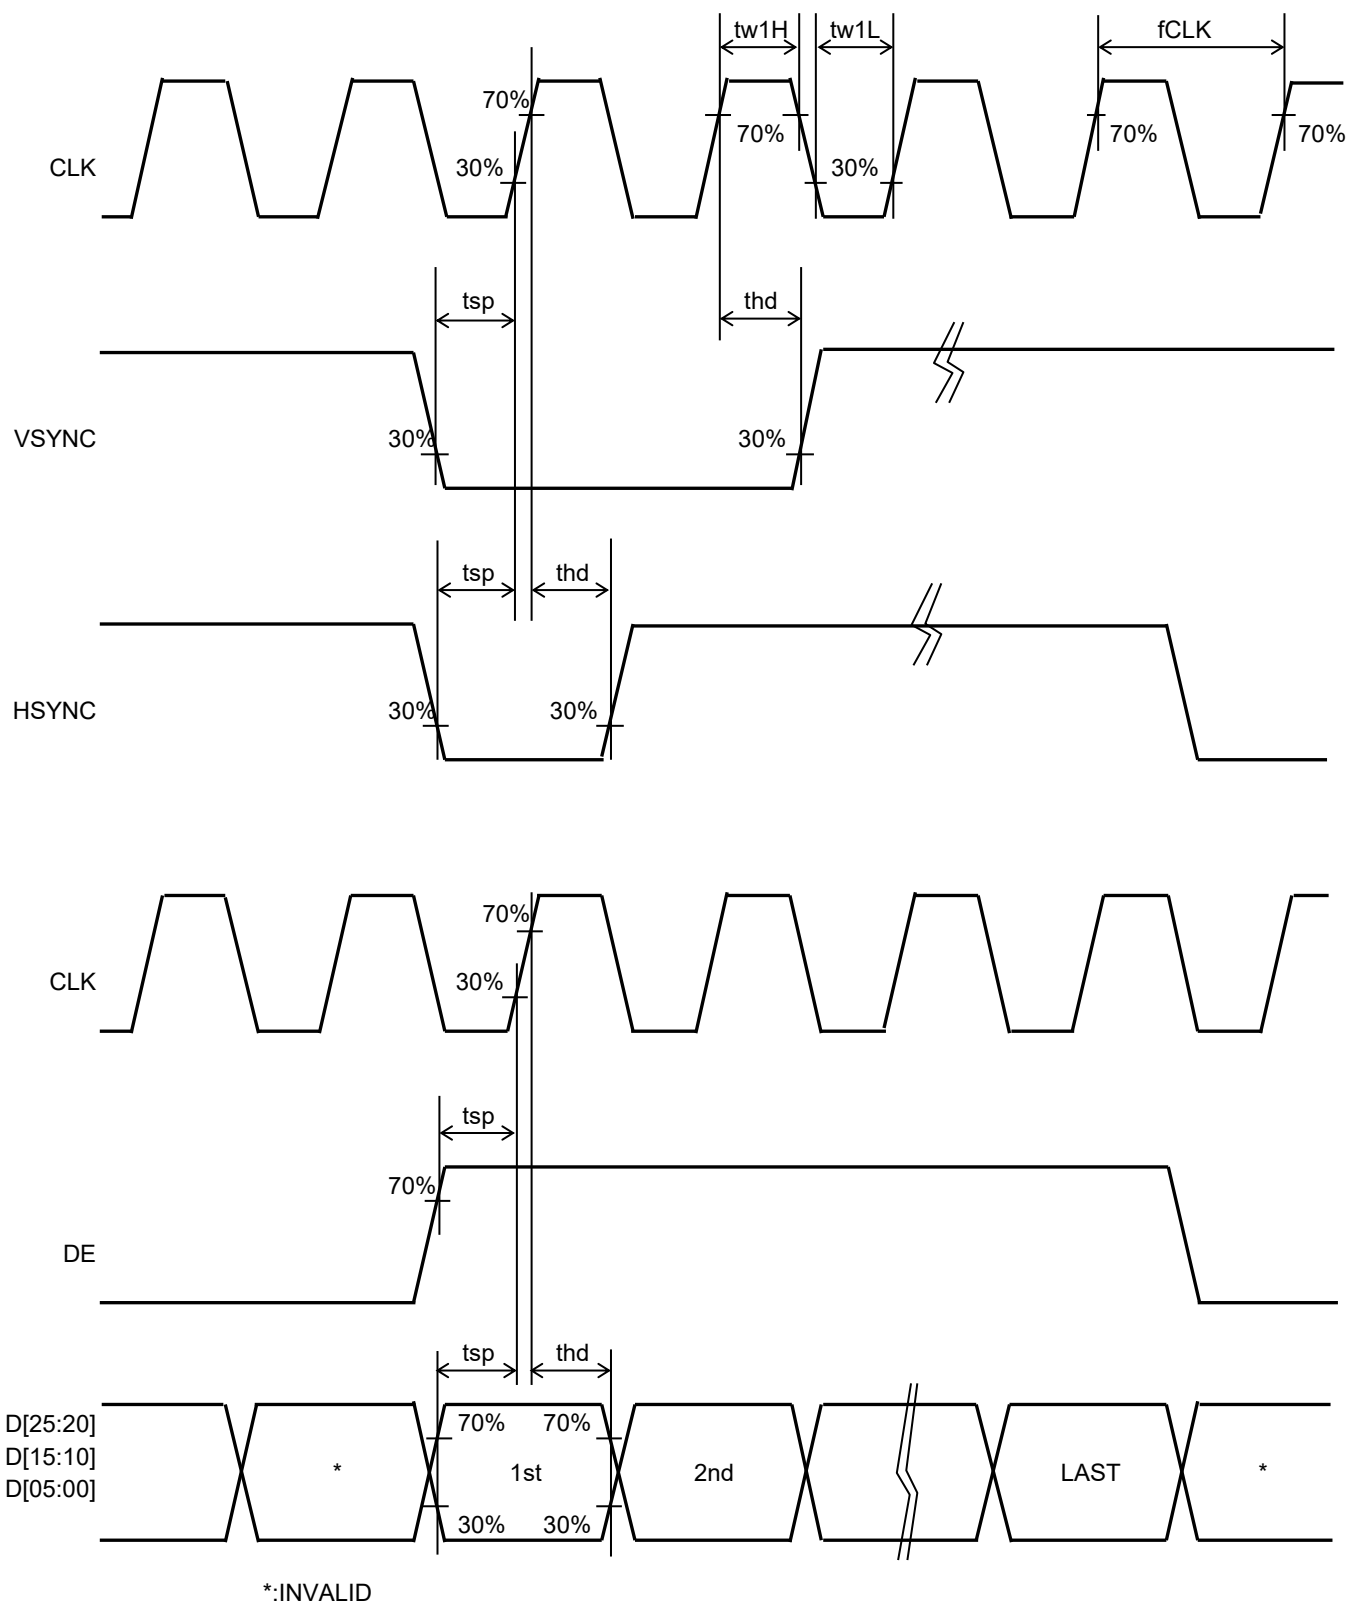 tw1H tw1L fCLK
70% 70% 70% 70%
CLK 30% 30%
tsp thd
VSYNC 30% 30%
tsp thd
HSYNC 30% 30%
70%
CLK 30%
tsp
70%
DE
tsp thd
D[25:20] 70% 70%
D[15:10] * 1st 2nd LAST *
D[05:00]
30% 30%
*:INVALID